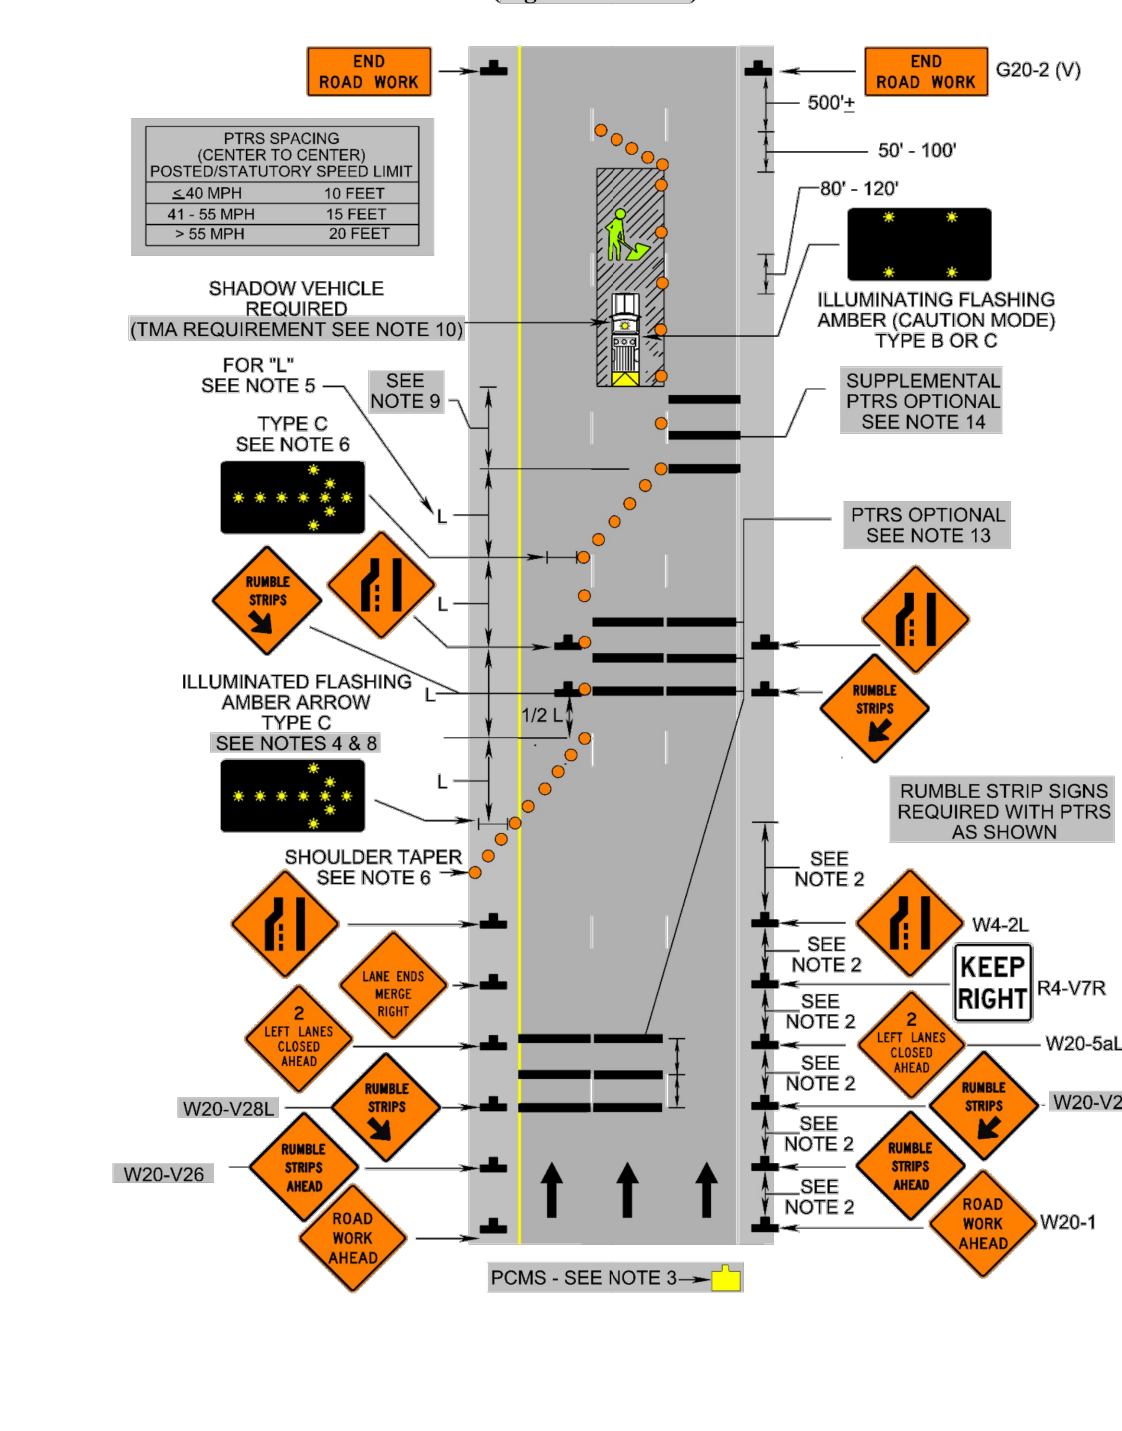 END
ROAD WORK
END
ROAD WORK
G20-2 (V)
500'±
50' - 100'
80' - 120'
PTRS SPACING
(CENTER TO CENTER)
POSTED/STATUTORY SPEED LIMIT
≤40 MPH 10 FEET
41 - 55 MPH 15 FEET
> 55 MPH 20 FEET
SHADOW VEHICLE
REQUIRED
(TMA REQUIREMENT SEE NOTE 10)
ILLUMINATING FLASHING
AMBER (CAUTION MODE)
TYPE B OR C
FOR "L"
SEE NOTE 5
SEE
NOTE 9
SUPPLEMENTAL
PTRS OPTIONAL
SEE NOTE 14
TYPE C
SEE NOTE 6
L
PTRS OPTIONAL
SEE NOTE 13
RUMBLE
STRIPS
L
ILLUMINATED FLASHING
AMBER ARROW
TYPE C
SEE NOTES 4 & 8
L
1/2 L
RUMBLE
STRIPS
L
RUMBLE STRIP SIGNS
REQUIRED WITH PTRS
AS SHOWN
SHOULDER TAPER
SEE NOTE 6
SEE
NOTE 2
W4-2L
LANE ENDS
MERGE
RIGHT
SEE
NOTE 2
KEEP
RIGHT
R4-V7R
2
LEFT LANES
CLOSED
AHEAD
SEE
NOTE 2
2
LEFT LANES
CLOSED
AHEAD
W20-5aL
SEE
NOTE 2
W20-V28L
RUMBLE
STRIPS
RUMBLE
STRIPS
W20-V2
SEE
NOTE 2
W20-V26
RUMBLE
STRIPS
AHEAD
RUMBLE
STRIPS
AHEAD
SEE
NOTE 2
ROAD
WORK
AHEAD
ROAD
WORK
AHEAD
W20-1
PCMS - SEE NOTE 3